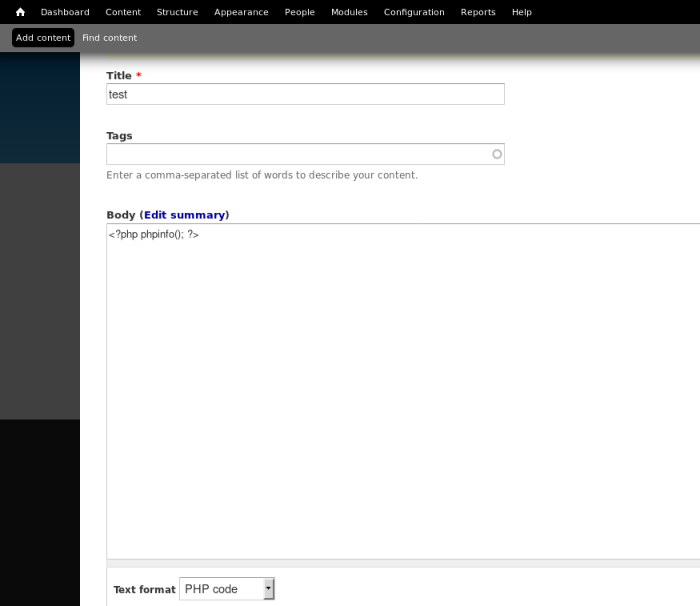 Dashboard Content Structure Appearance People Modules Configuration Reports Help
Add content Find content
Title *
test
Tags
Enter a comma-separated list of words to describe your content.
Body (Edit summary)
<?php phpinfo(); ?>
Text format PHP code